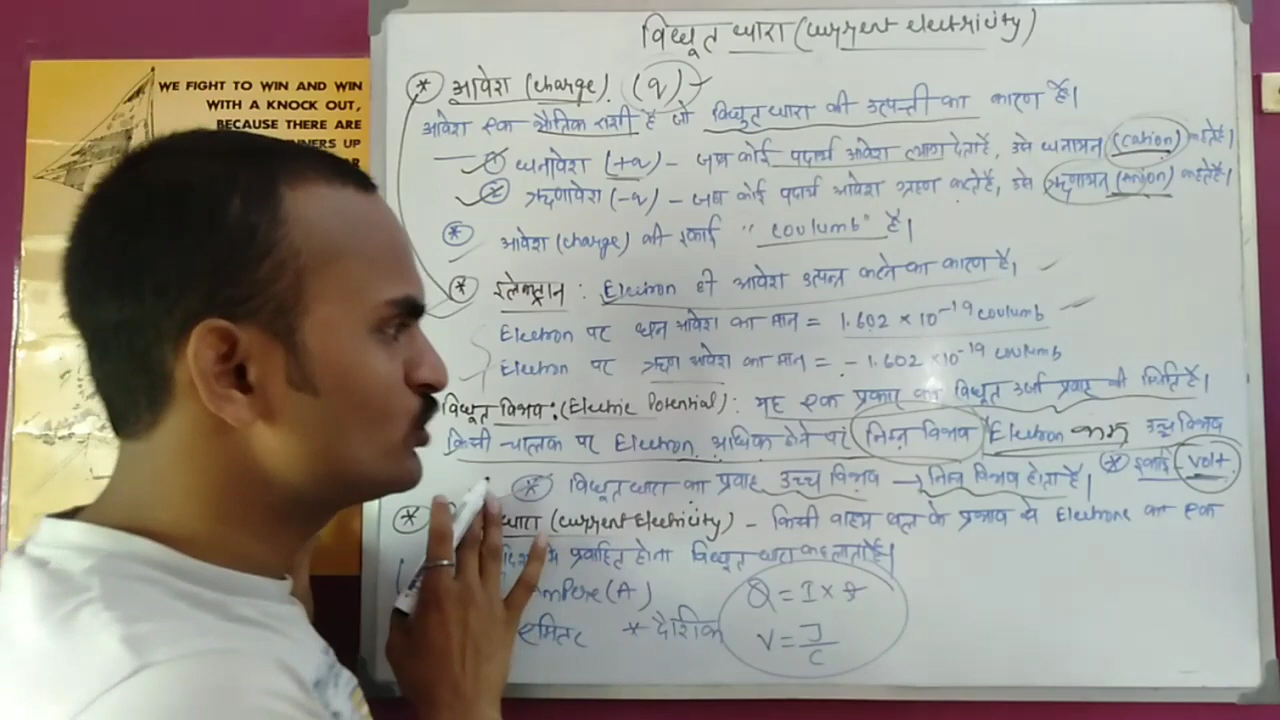 WE FIGHT TO WIN AND WIN
WITH A KNOCK OUT,
BECAUSE THERE ARE
विद्युत धारा (current electricity)
* आवेश (charge) (q) →
आवेश एक भौतिक राशी है जो विद्युत धारा की उत्पत्ती का कारण है।
धनावेश (+q) - जब कोई पदार्थ आवेश त्याग देता है, उसे धनायन (cation) कहते है।
ऋणावेश (-q) - जब कोई पदार्थ आवेश ग्रहण करते है, उसे ऋणायन (Anion) कहते है।
* आवेश (charge) की इकाई " coulumb" है।
* इलेक्ट्रान : Electron ही आवेश उत्पन्न करने का कारण है।
Electron पर धन आवेश का मान = 1.602 × 10⁻¹⁹ coulumb
Electron पर ऋण आवेश का मान = - 1.602 × 10⁻¹⁹ coulumb
विद्युत विभव : (Electric Potential) : यह एक प्रकार का विद्युत उर्जा प्रवाह की स्थिति है।
किसी चालक पर Electron अधिक होने पर निम्न विभव Electron कम उच्च विभव
* इकाई - volt
* विद्युत धारा का प्रवाह उच्च विभव → निम्न विभव होता है।
* धारा (current Electricity) - किसी वाह्य बल के प्रभाव से Electrons का एक
प्रवाहित होना विद्युत धारा कहलाता है।
Ampere (A)
Q = I × t
* दैशिक
V = J/C